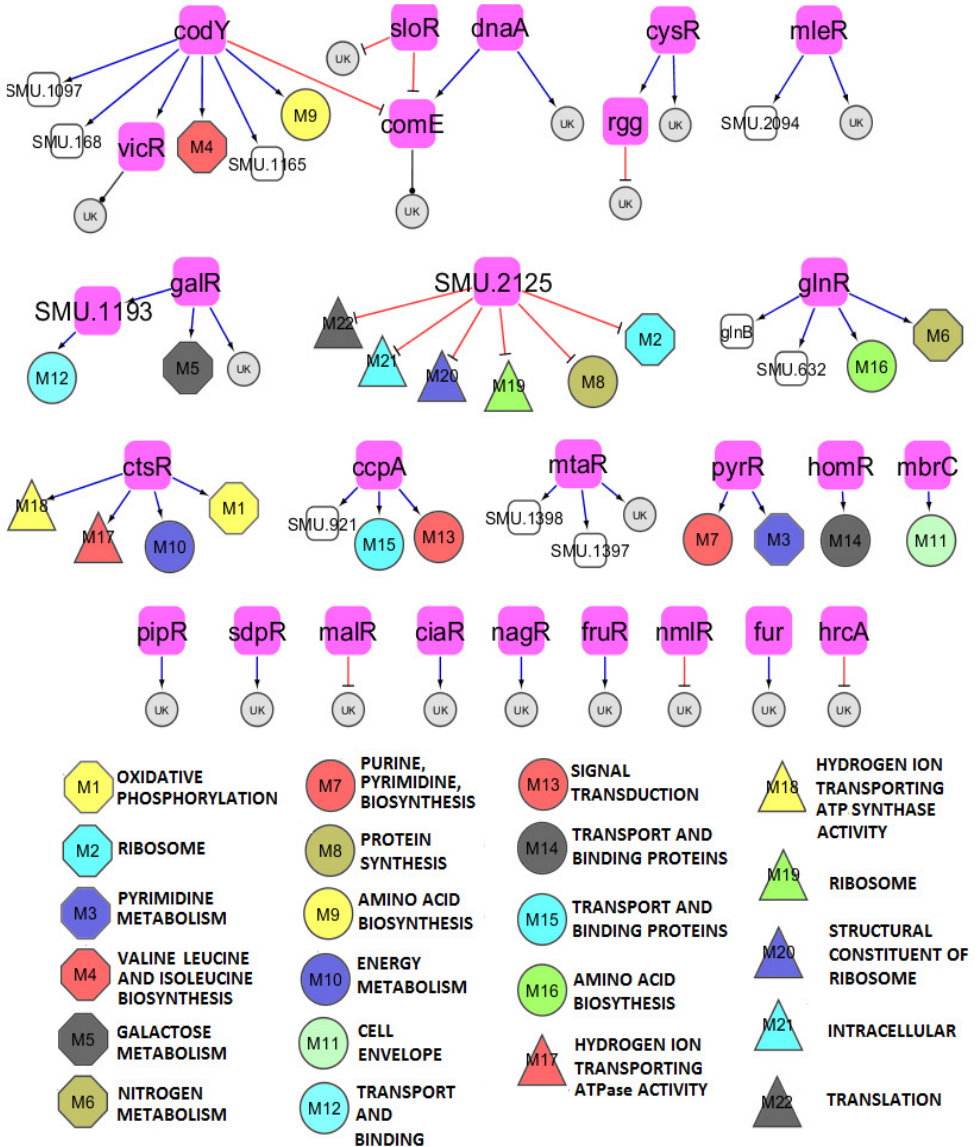 codY
sloR
dnaA
cysR
mleR
SMU.1097
UK
M9
SMU.168
vicR
M4
SMU.1165
comE
UK
rgg
UK
SMU.2094
UK
UK
UK
UK
galR
SMU.1193
SMU.2125
glnR
M22
M21
M20
M19
M8
M2
M12
M5
UK
glnB
SMU.632
M16
M6
ctsR
ccpA
mtaR
pyrR
homR
mbrC
M18
M17
M10
M1
SMU.921
M15
M13
SMU.1398
SMU.1397
UK
M7
M3
M14
M11
pipR
sdpR
malR
ciaR
nagR
fruR
nmlR
fur
hrcA
UK
UK
UK
UK
UK
UK
UK
UK
UK
M1
OXIDATIVE
PHOSPHORYLATION
M2
RIBOSOME
M3
PYRIMIDINE
METABOLISM
M4
VALINE LEUCINE
AND ISOLEUCINE
BIOSYNTHESIS
M5
GALACTOSE
METABOLISM
M6
NITROGEN
METABOLISM
M7
PURINE,
PYRIMIDINE,
BIOSYNTHESIS
M8
PROTEIN
SYNTHESIS
M9
AMINO ACID
BIOSYNTHESIS
M10
ENERGY
METABOLISM
M11
CELL
ENVELOPE
M12
TRANSPORT
AND
BINDING
M13
SIGNAL
TRANSDUCTION
M14
TRANSPORT AND
BINDING PROTEINS
M15
TRANSPORT AND
BINDING PROTEINS
M16
AMINO ACID
BIOSYTHESIS
M17
HYDROGEN ION
TRANSPORTING
ATPase ACTIVITY
M18
HYDROGEN ION
TRANSPORTING
ATP SYNTHASE
ACTIVITY
M19
RIBOSOME
M20
STRUCTURAL
CONSTITUENT OF
RIBOSOME
M21
INTRACELLULAR
M22
TRANSLATION